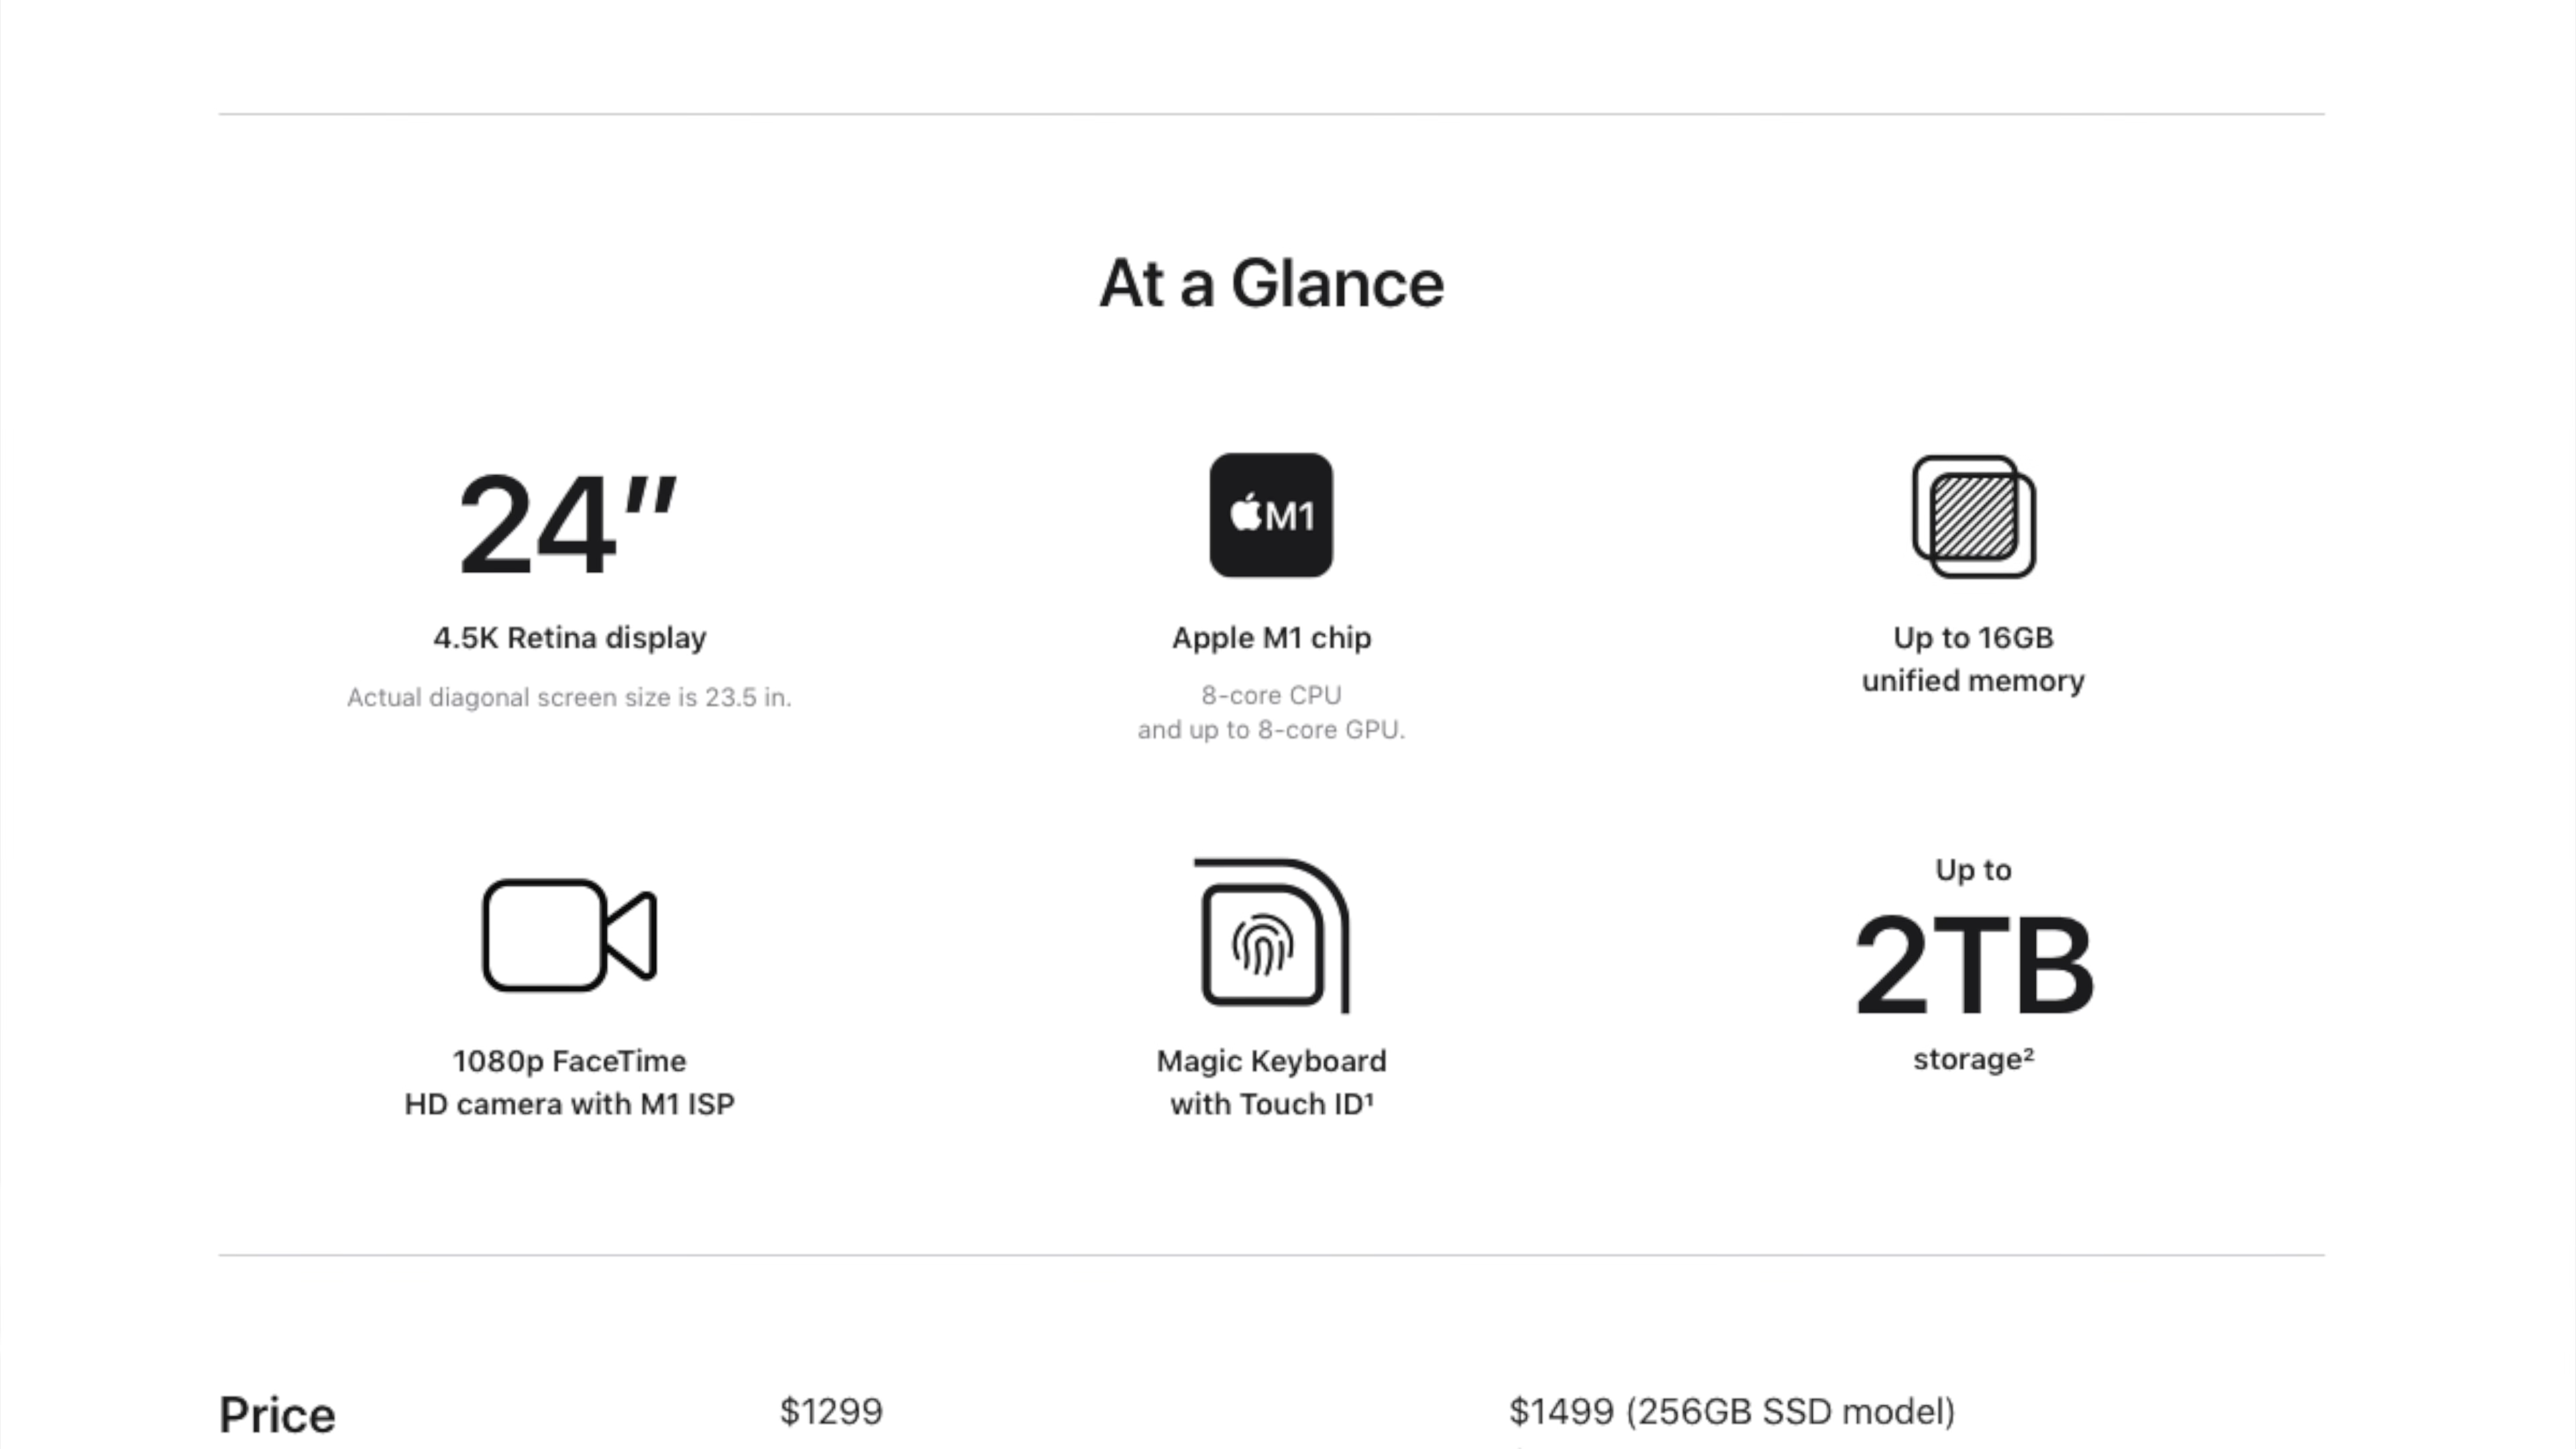 At a Glance
24″
4.5K Retina display
Actual diagonal screen size is 23.5 in.
M1
Apple M1 chip
8-core CPU
and up to 8-core GPU.
Up to 16GB
unified memory
1080p FaceTime
HD camera with M1 ISP
Magic Keyboard
with Touch ID¹
Up to
2TB
storage²
Price
$1299
$1499 (256GB SSD model)